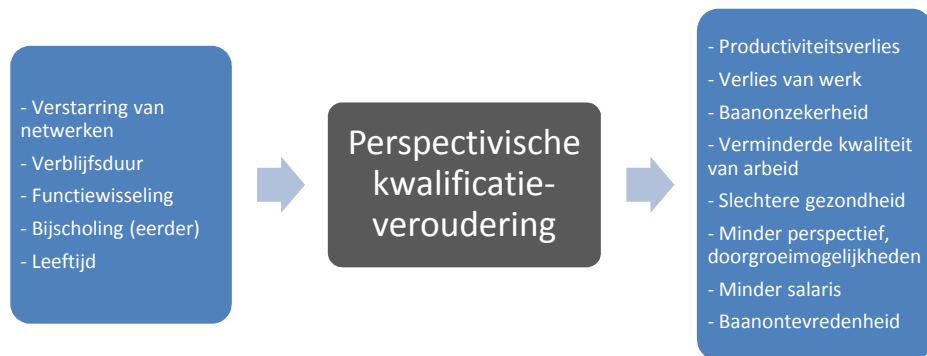 - Verstarring van
netwerken
- Verblijfsduur
- Functiewisseling
- Bijscholing (eerder)
- Leeftijd
Perspectivische
kwalificatie-
veroudering
- Productiviteitsverlies
- Verlies van werk
- Baanonzekerheid
- Verminderde kwaliteit
van arbeid
- Slechtere gezondheid
- Minder perspectief,
doorgroeimogelijkheden
- Minder salaris
- Baanontevredenheid